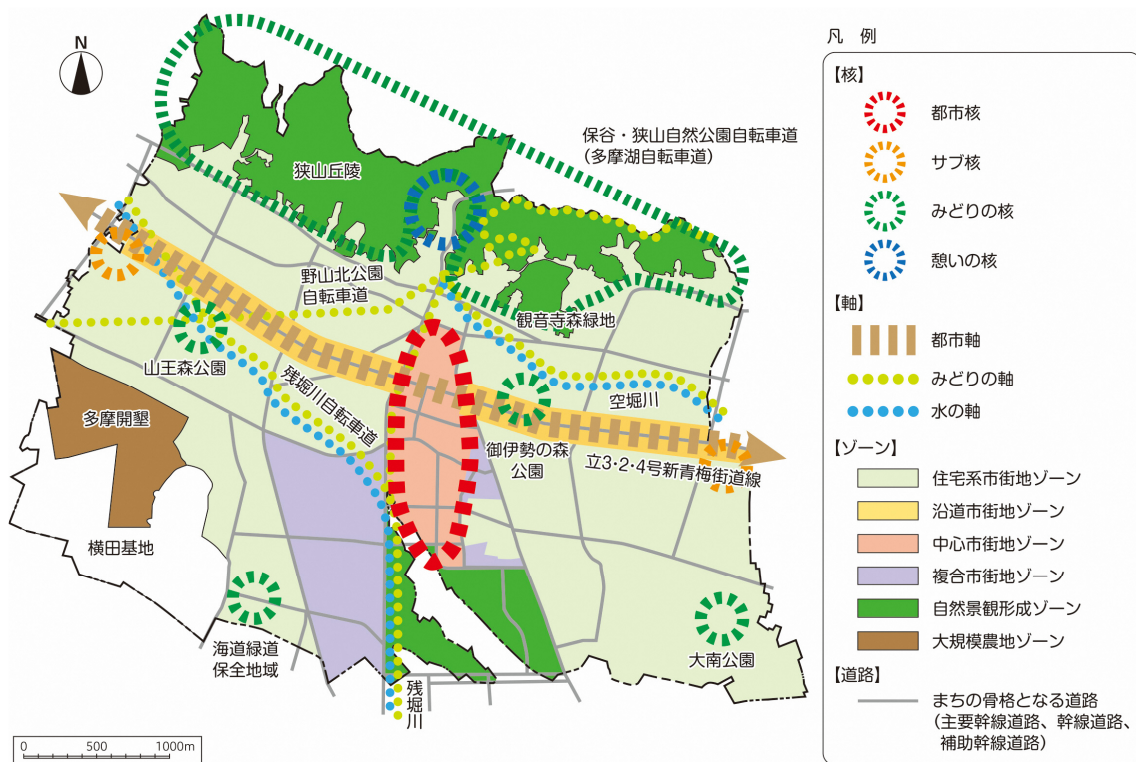 N
狭山丘陵
保谷・狭山自然公園自転車道
(多摩湖自転車道)
野山北公園
自転車道
観音寺森緑地
山王森公園
残堀川自転車道
空堀川
多摩開墾
御伊勢の森
公園
立3・2・4号新青梅街道線
横田基地
海道緑道
保全地域
大南公園
残堀川
0 500 1000m
凡 例
【核】
都市核
サブ核
みどりの核
憩いの核
【軸】
都市軸
みどりの軸
水の軸
【ゾーン】
住宅系市街地ゾーン
沿道市街地ゾーン
中心市街地ゾーン
複合市街地ゾーン
自然景観形成ゾーン
大規模農地ゾーン
【道路】
まちの骨格となる道路
(主要幹線道路、幹線道路、
補助幹線道路)